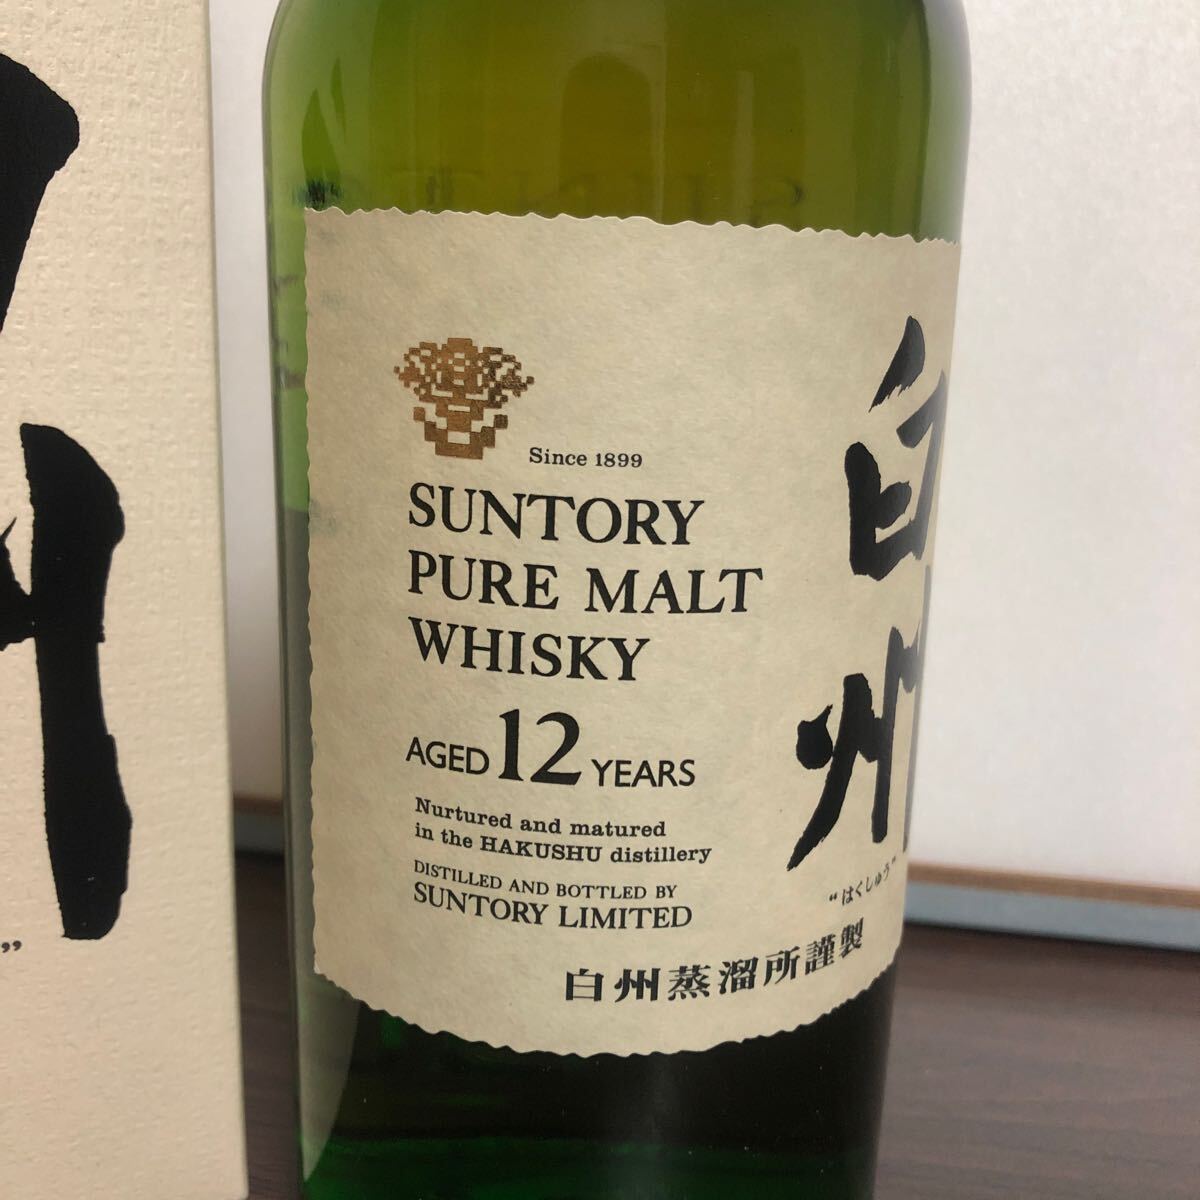 Since 1899
SUNTORY
PURE MALT
WHISKY
AGED 12 YEARS
Nurtured and matured
in the HAKUSHU distillery
DISTILLED AND BOTTLED BY
SUNTORY LIMITED
白州蒸溜所謹製
白州
“はくしゅう”
州
”